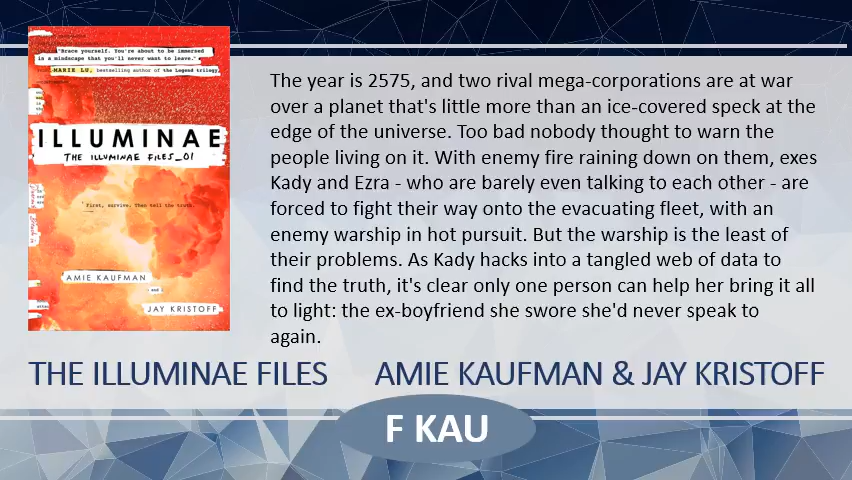 "Brace yourself. You're about to be immersed
in a mindscape that you'll never want to leave."
MARIE LU, bestselling author of the Legend trilogy
ILLUMINAE
THE ILLUMINAE FILES_01
First, survive. Then tell the truth.
AMIE KAUFMAN
and
JAY KRISTOFF
The year is 2575, and two rival mega-corporations are at war
over a planet that's little more than an ice-covered speck at the
edge of the universe. Too bad nobody thought to warn the
people living on it. With enemy fire raining down on them, exes
Kady and Ezra - who are barely even talking to each other - are
forced to fight their way onto the evacuating fleet, with an
enemy warship in hot pursuit. But the warship is the least of
their problems. As Kady hacks into a tangled web of data to
find the truth, it's clear only one person can help her bring it all
to light: the ex-boyfriend she swore she'd never speak to
again.
THE ILLUMINAE FILES
AMIE KAUFMAN & JAY KRISTOFF
F KAU